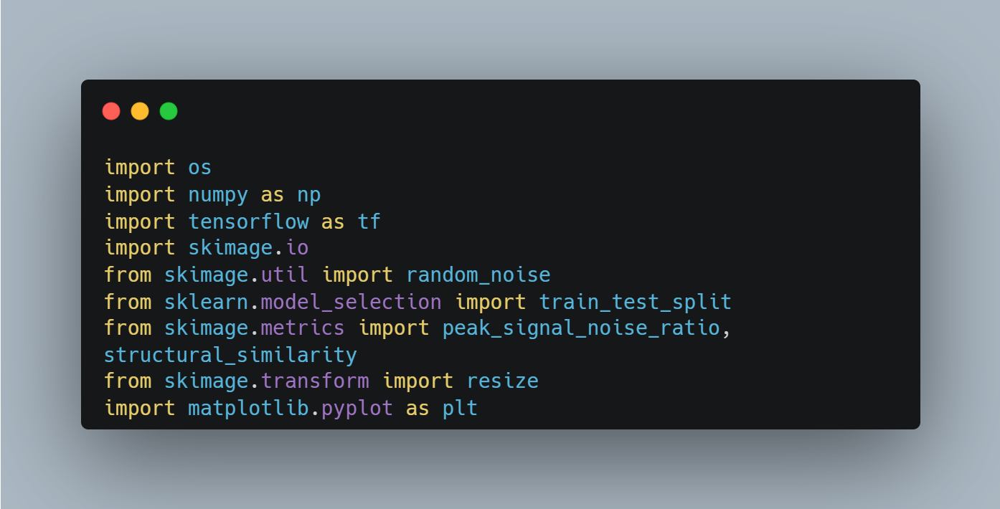 import os
import numpy as np
import tensorflow as tf
import skimage.io
from skimage.util import random_noise
from sklearn.model_selection import train_test_split
from skimage.metrics import peak_signal_noise_ratio,
structural_similarity
from skimage.transform import resize
import matplotlib.pyplot as plt